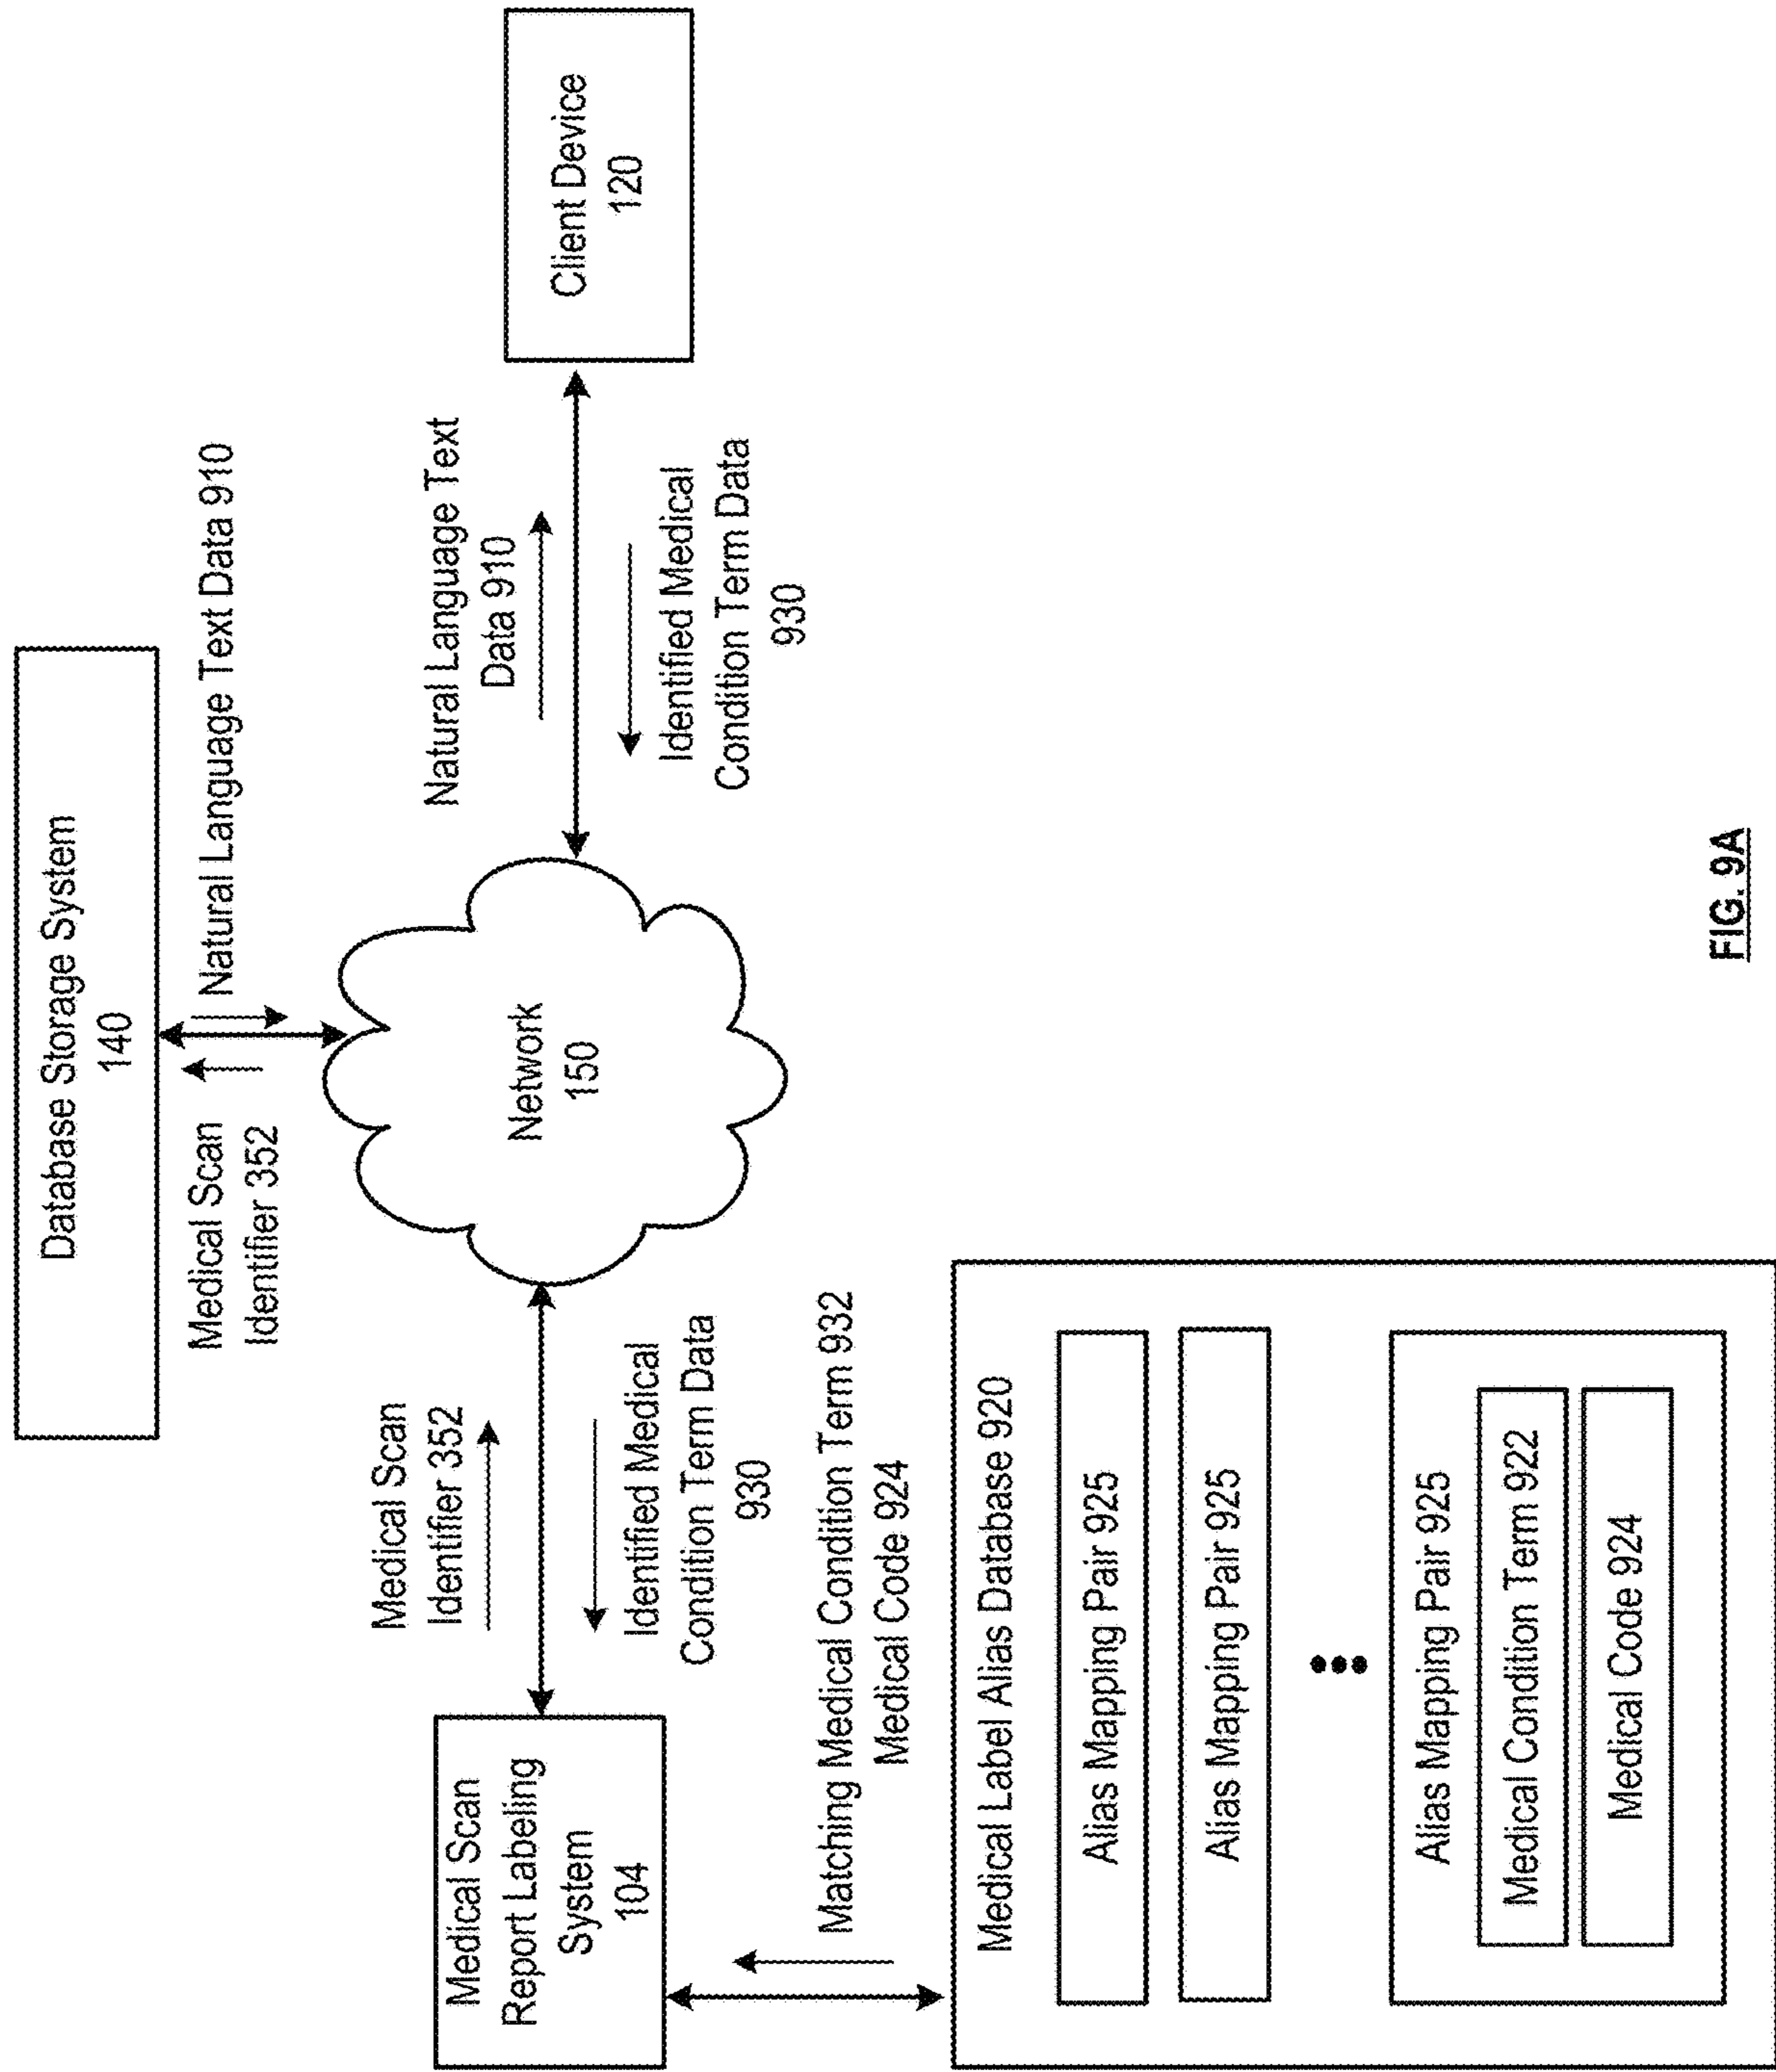 Database Storage System
140
Medical Scan
Identifier 352
Natural Language Text Data 910
Medical Scan
Report Labeling
System
104
Medical Scan
Identifier 352
Identified Medical
Condition Term Data
930
Network
150
Natural Language Text
Data 910
Identified Medical
Condition Term Data
930
Client Device
120
Matching Medical Condition Term 932
Medical Code 924
Medical Label Alias Database 920
Alias Mapping Pair 925
Alias Mapping Pair 925
Alias Mapping Pair 925
Medical Condition Term 922
Medical Code 924
FIG. 9A